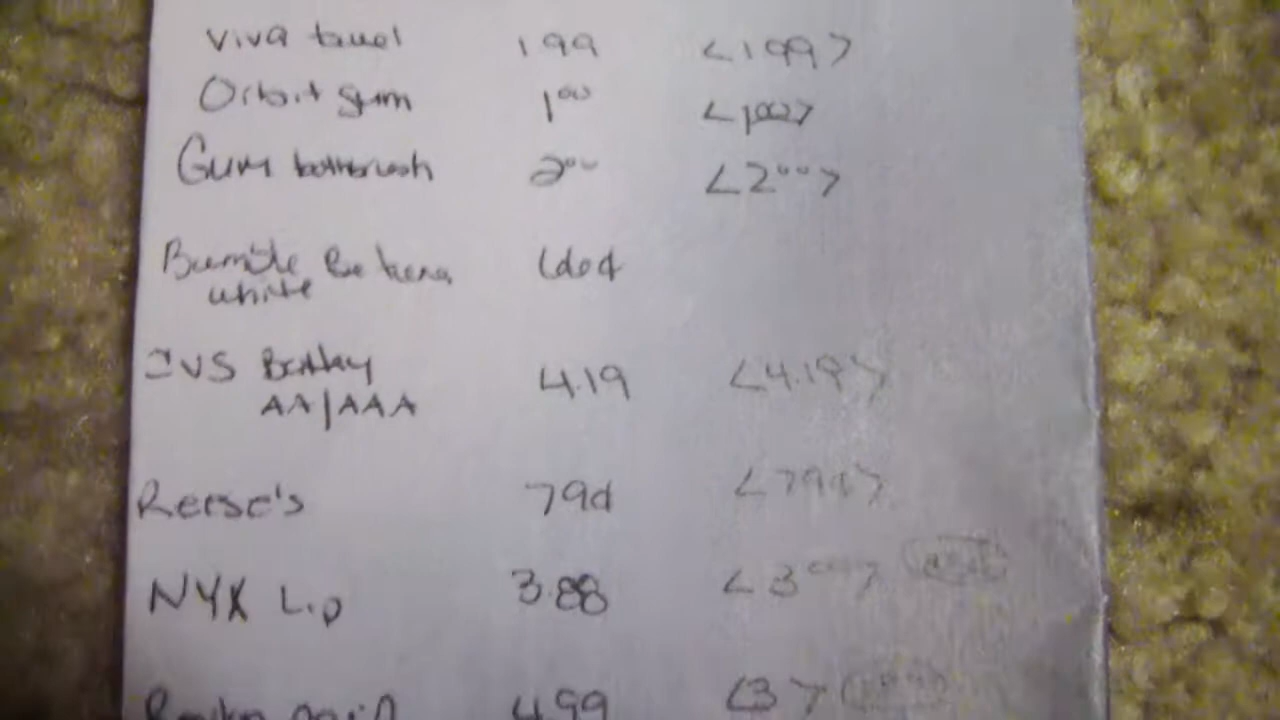 Viva towel 1.99 <1.99>
Orbit gum 1.00 <1.00>
Gum toothbrush 2.00 <2.00>
Bumble Be tuna 60¢
white
CVS Battery 4.19 <4.19>
AA/AAA
Reese's 79¢ <79¢>
NYX Lip 3.88 <3.00>
4.99 <3>